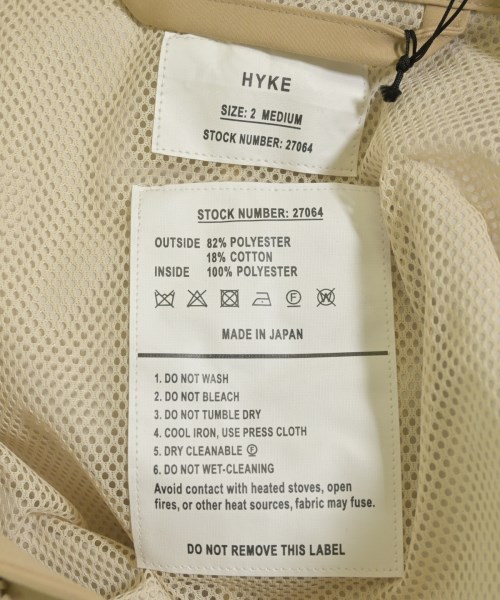 HYKE
SIZE: 2 MEDIUM
STOCK NUMBER: 27064
STOCK NUMBER: 27064
OUTSIDE 82% POLYESTER
18% COTTON
INSIDE 100% POLYESTER
F W
MADE IN JAPAN
1. DO NOT WASH
2. DO NOT BLEACH
3. DO NOT TUMBLE DRY
4. COOL IRON, USE PRESS CLOTH
5. DRY CLEANABLE Ⓕ
6. DO NOT WET-CLEANING
Avoid contact with heated stoves, open
fires, or other heat sources, fabric may fuse.
DO NOT REMOVE THIS LABEL